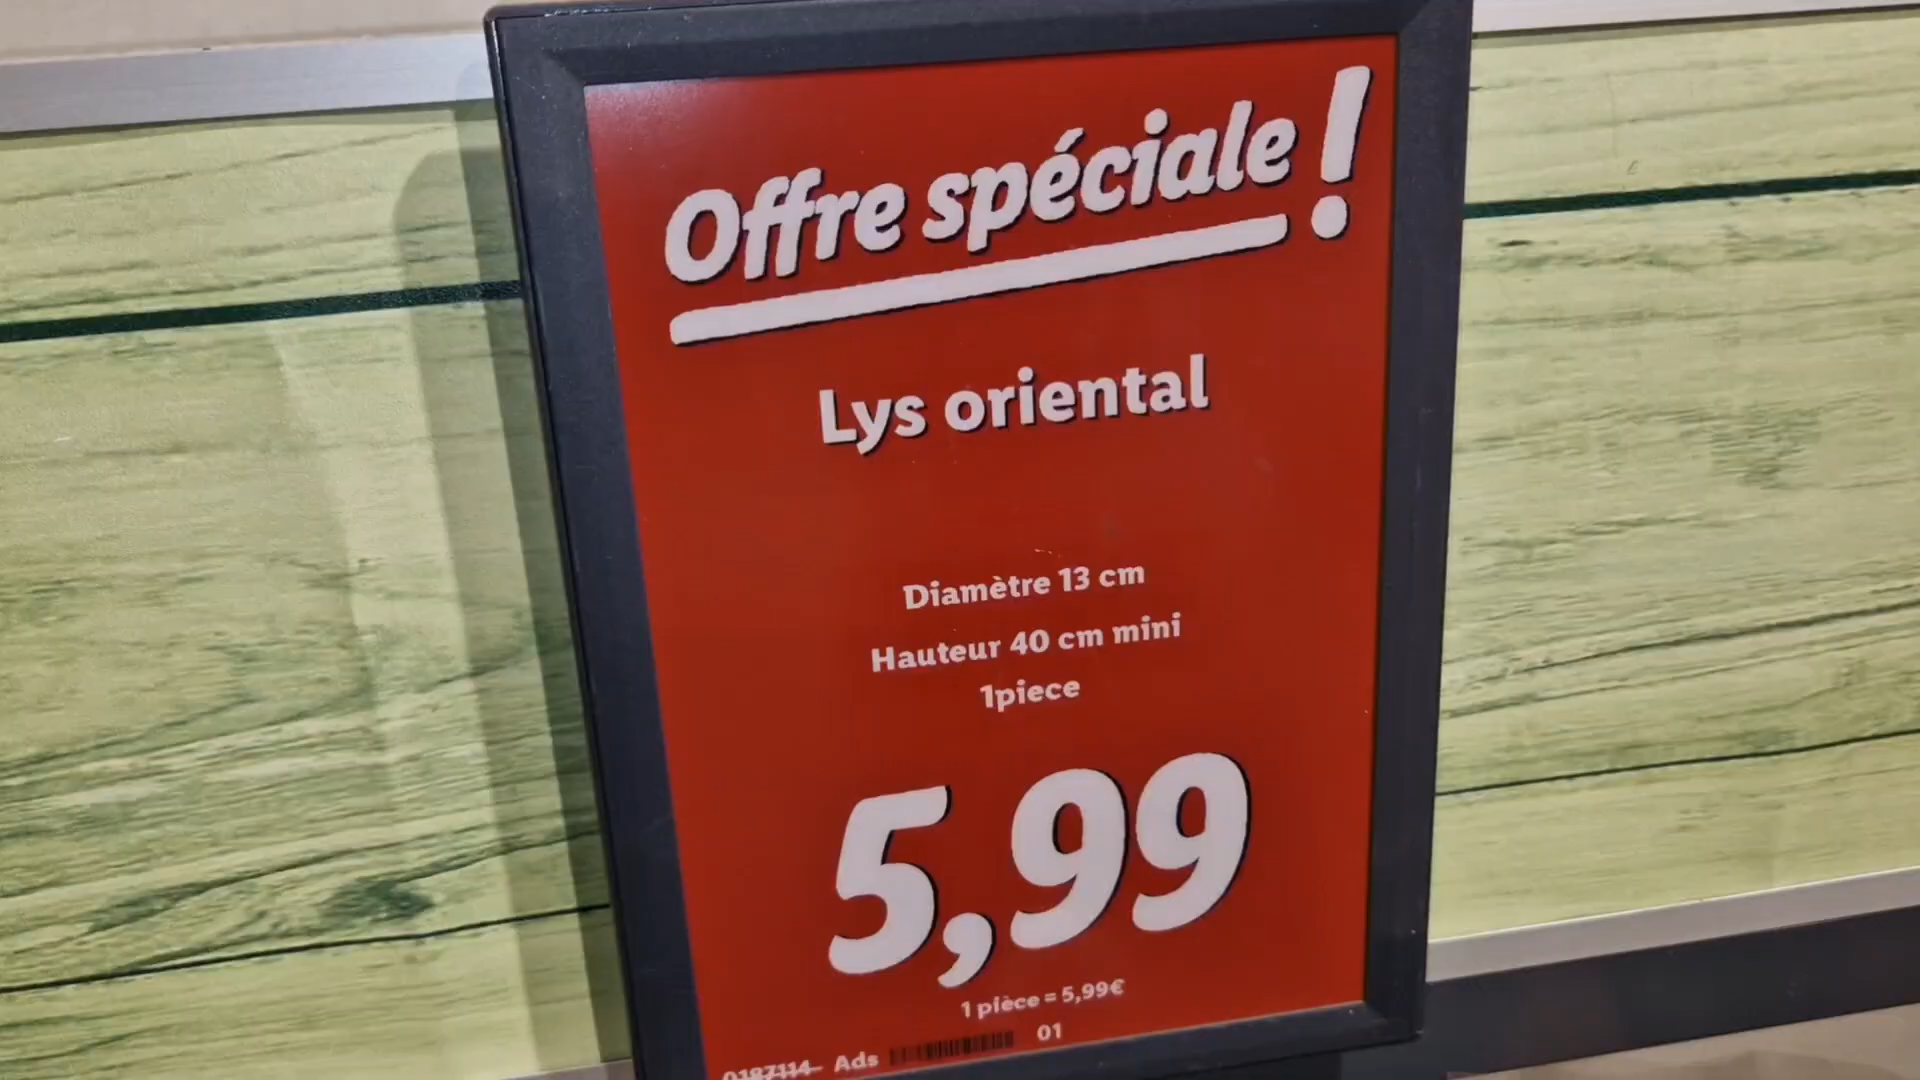 Offre spéciale !
Lys oriental
Diamètre 13 cm
Hauteur 40 cm mini
1piece
5,99
1 pièce = 5,99€
0187114 Ads 01